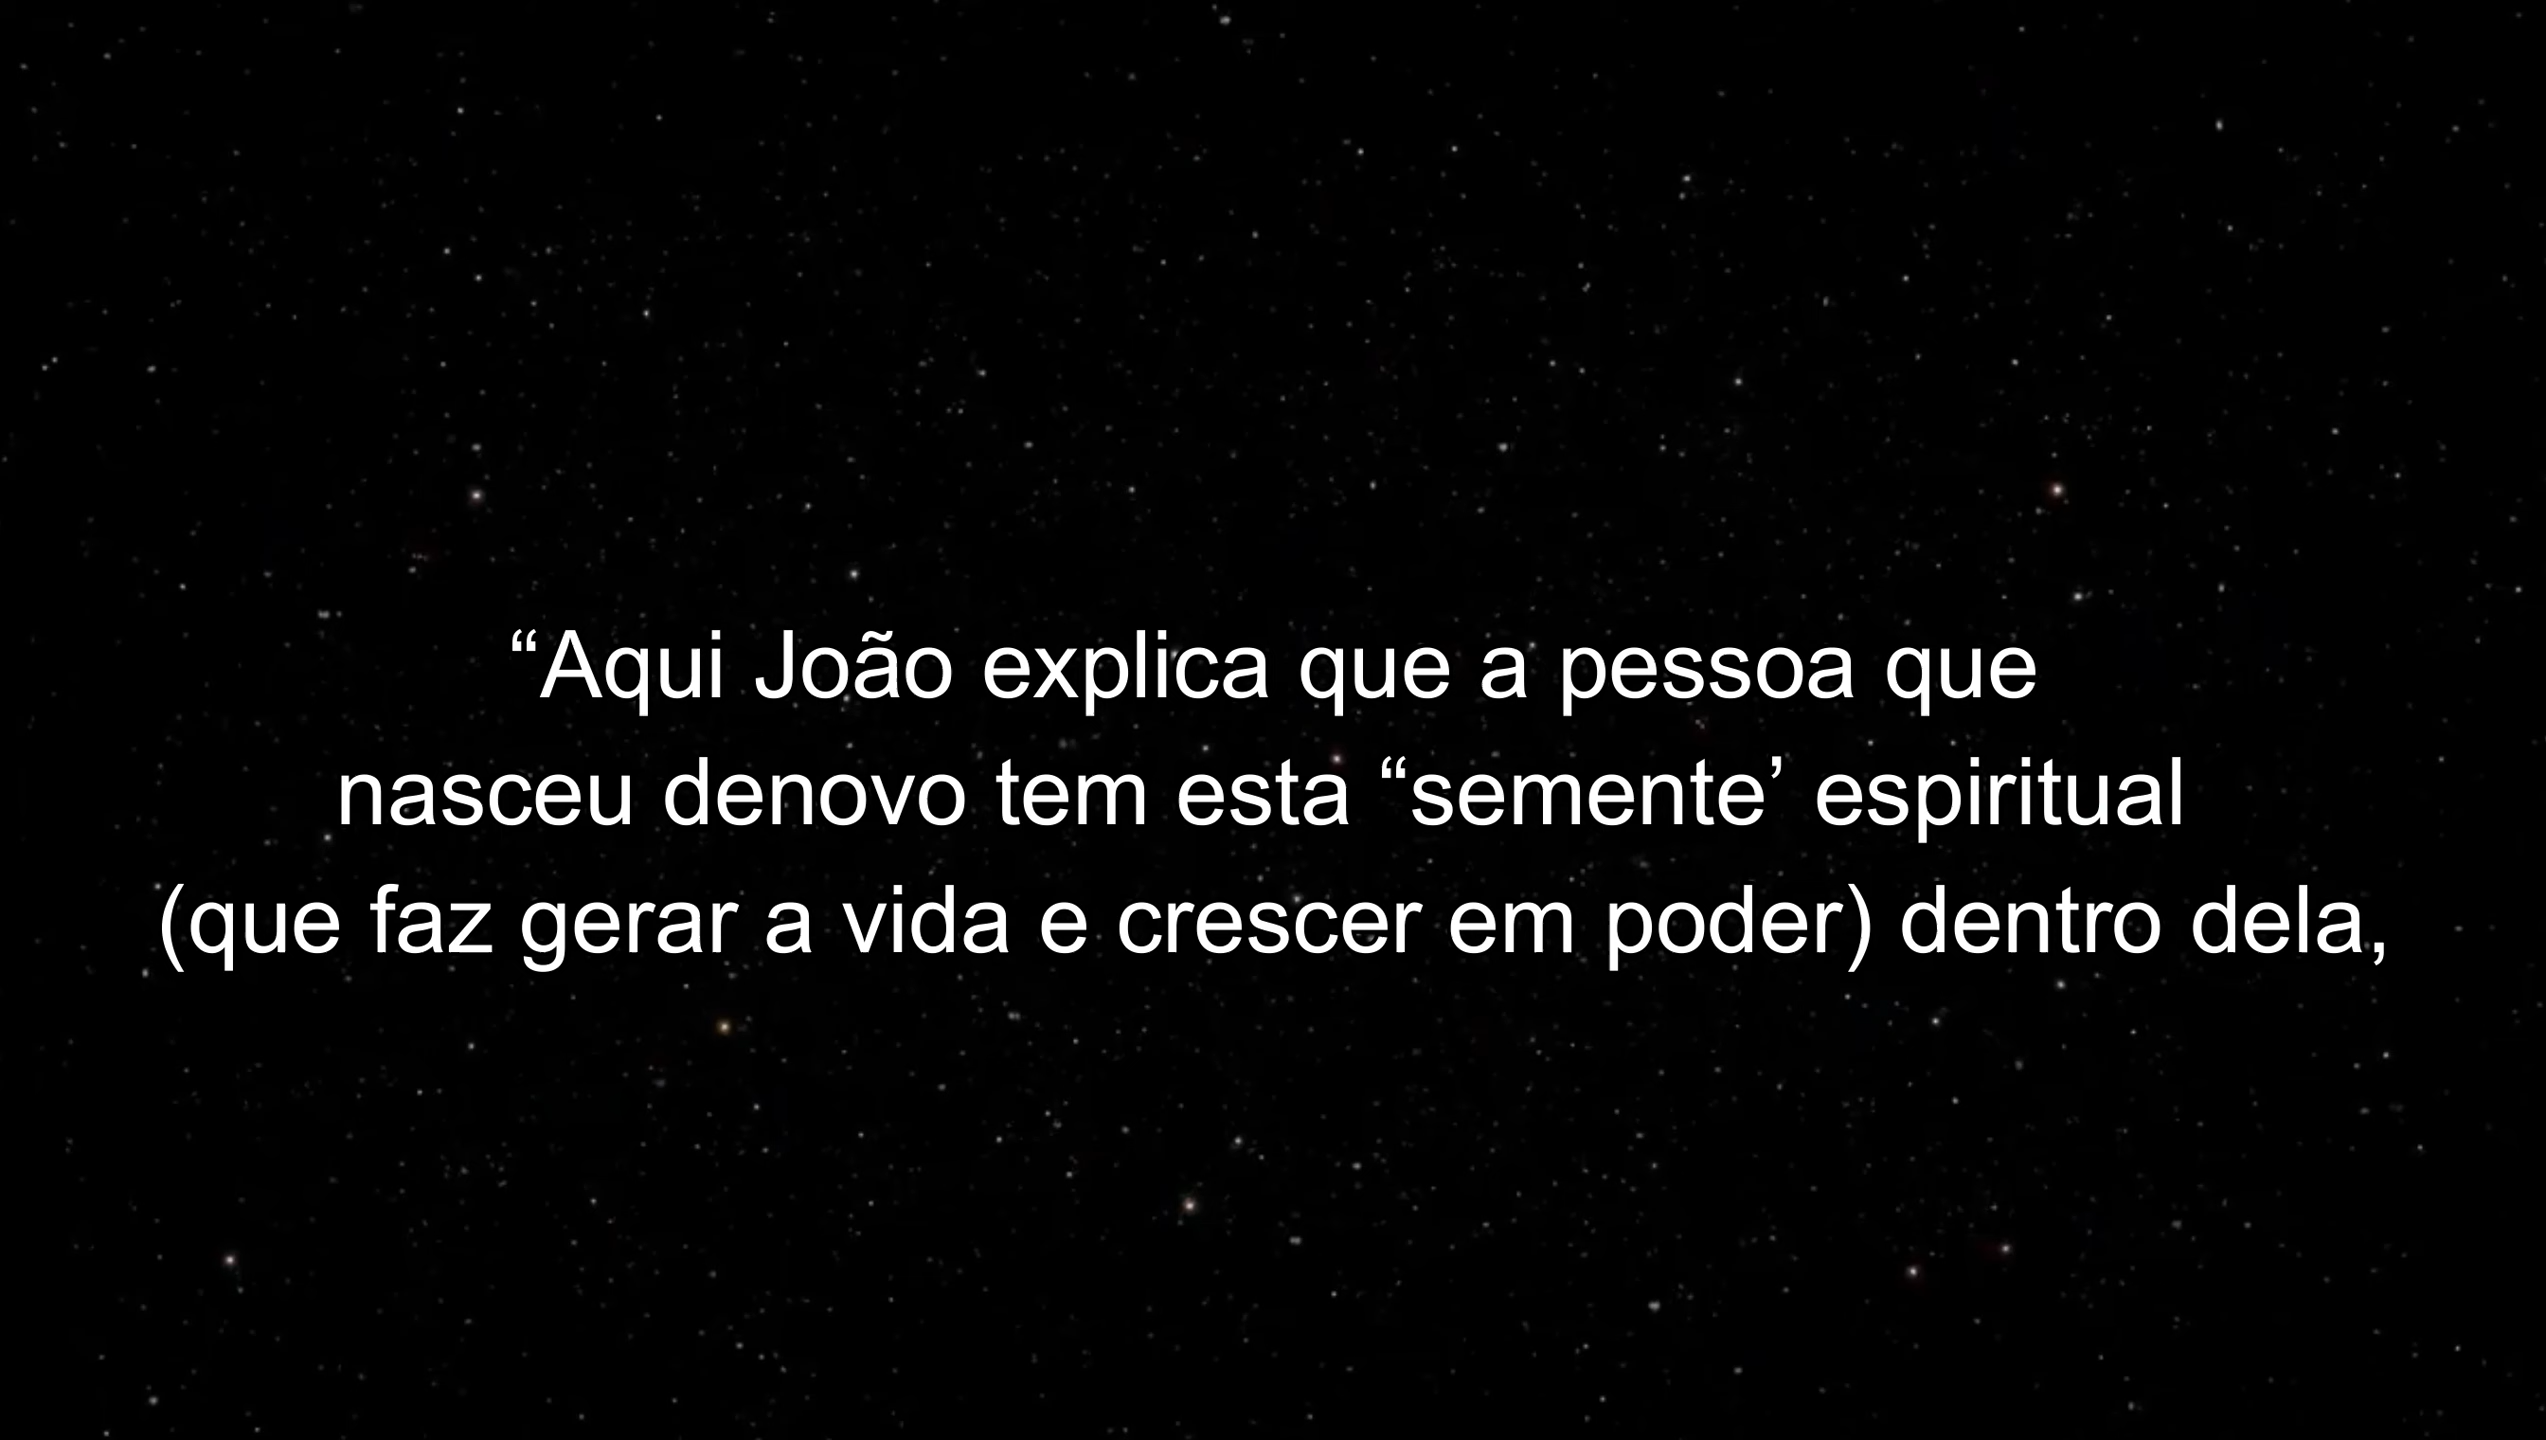 “Aqui João explica que a pessoa que
nasceu denovo tem esta “semente’ espiritual
(que faz gerar a vida e crescer em poder) dentro dela,